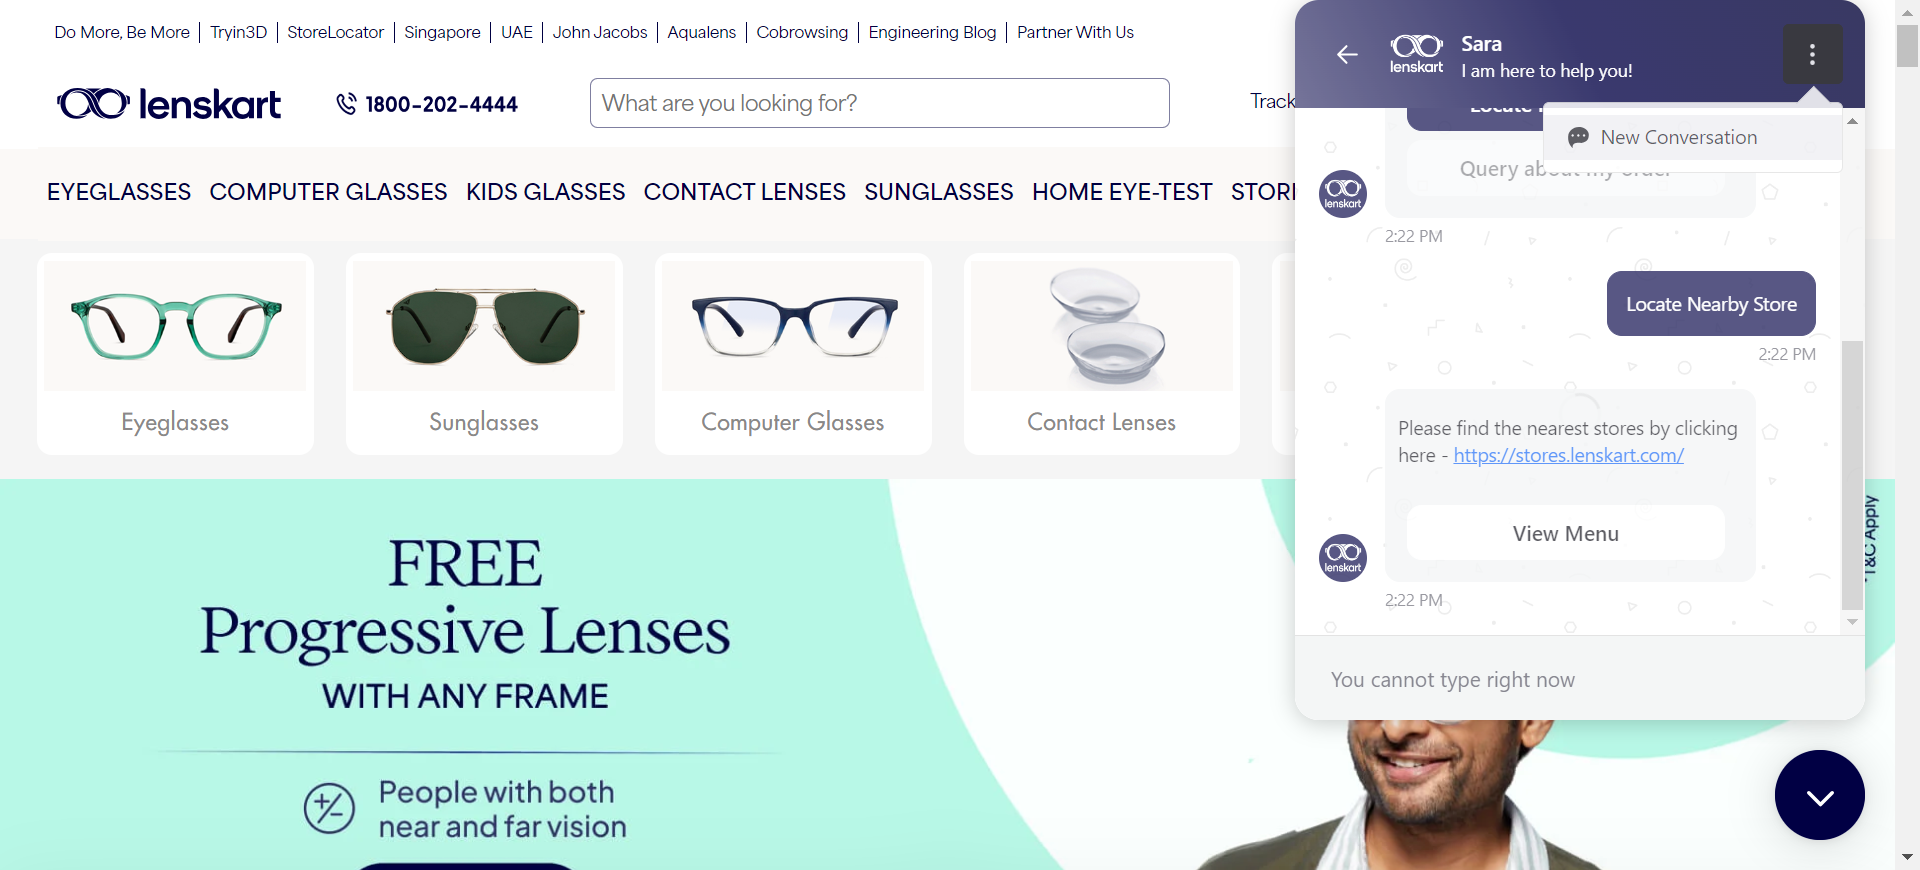 Do More, Be More
Tryin3D
StoreLocator
Singapore
UAE
John Jacobs
Aqualens
Cobrowsing
Engineering Blog
Partner With Us
lenskart
1800-202-4444
What are you looking for?
Track
EYEGLASSES
COMPUTER GLASSES
KIDS GLASSES
CONTACT LENSES
SUNGLASSES
HOME EYE-TEST
STORE
Eyeglasses
Sunglasses
Computer Glasses
Contact Lenses
FREE
Progressive Lenses
WITH ANY FRAME
People with both
near and far vision
*T&C Apply
lenskart
Sara
I am here to help you!
New Conversation
Locate
Query about my order
lenskart
2:22 PM
Locate Nearby Store
2:22 PM
Please find the nearest stores by clicking
here - https://stores.lenskart.com/
View Menu
lenskart
2:22 PM
You cannot type right now